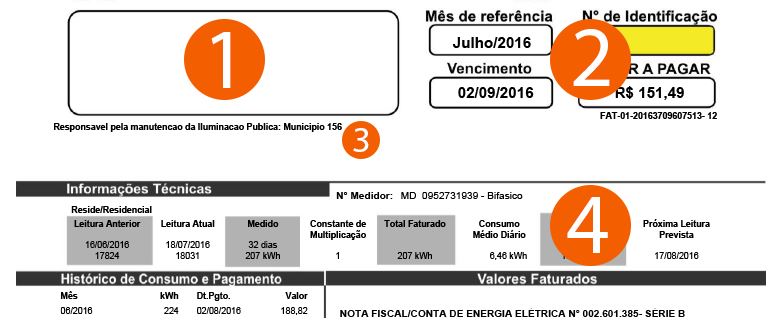 Mês de referência
Nº de Identificação
Julho/2016
Vencimento
R A PAGAR
02/09/2016
R$ 151,49
FAT-01-20163709607513- 12
1
2
Responsavel pela manutencao da Iluminacao Publica: Municipio 156
3
Informações Técnicas
Nº Medidor: MD 0952731939 - Bifasico
Reside/Residencial
Leitura Anterior
Leitura Atual
Medido
Constante de
Multiplicação
Total Faturado
Consumo
Médio Diário
4
Próxima Leitura
Prevista
16/06/2016
18/07/2016
32 dias
17824
18031
207 kWh
1
207 kWh
6,46 kWh
17/08/2016
Histórico de Consumo e Pagamento
Valores Faturados
Mês
kWh
Dt.Pgto.
Valor
06/2016
224
02/08/2016
188,82
NOTA FISCAL/CONTA DE ENERGIA ELÉTRICA Nº 002.601.385- SÉRIE B